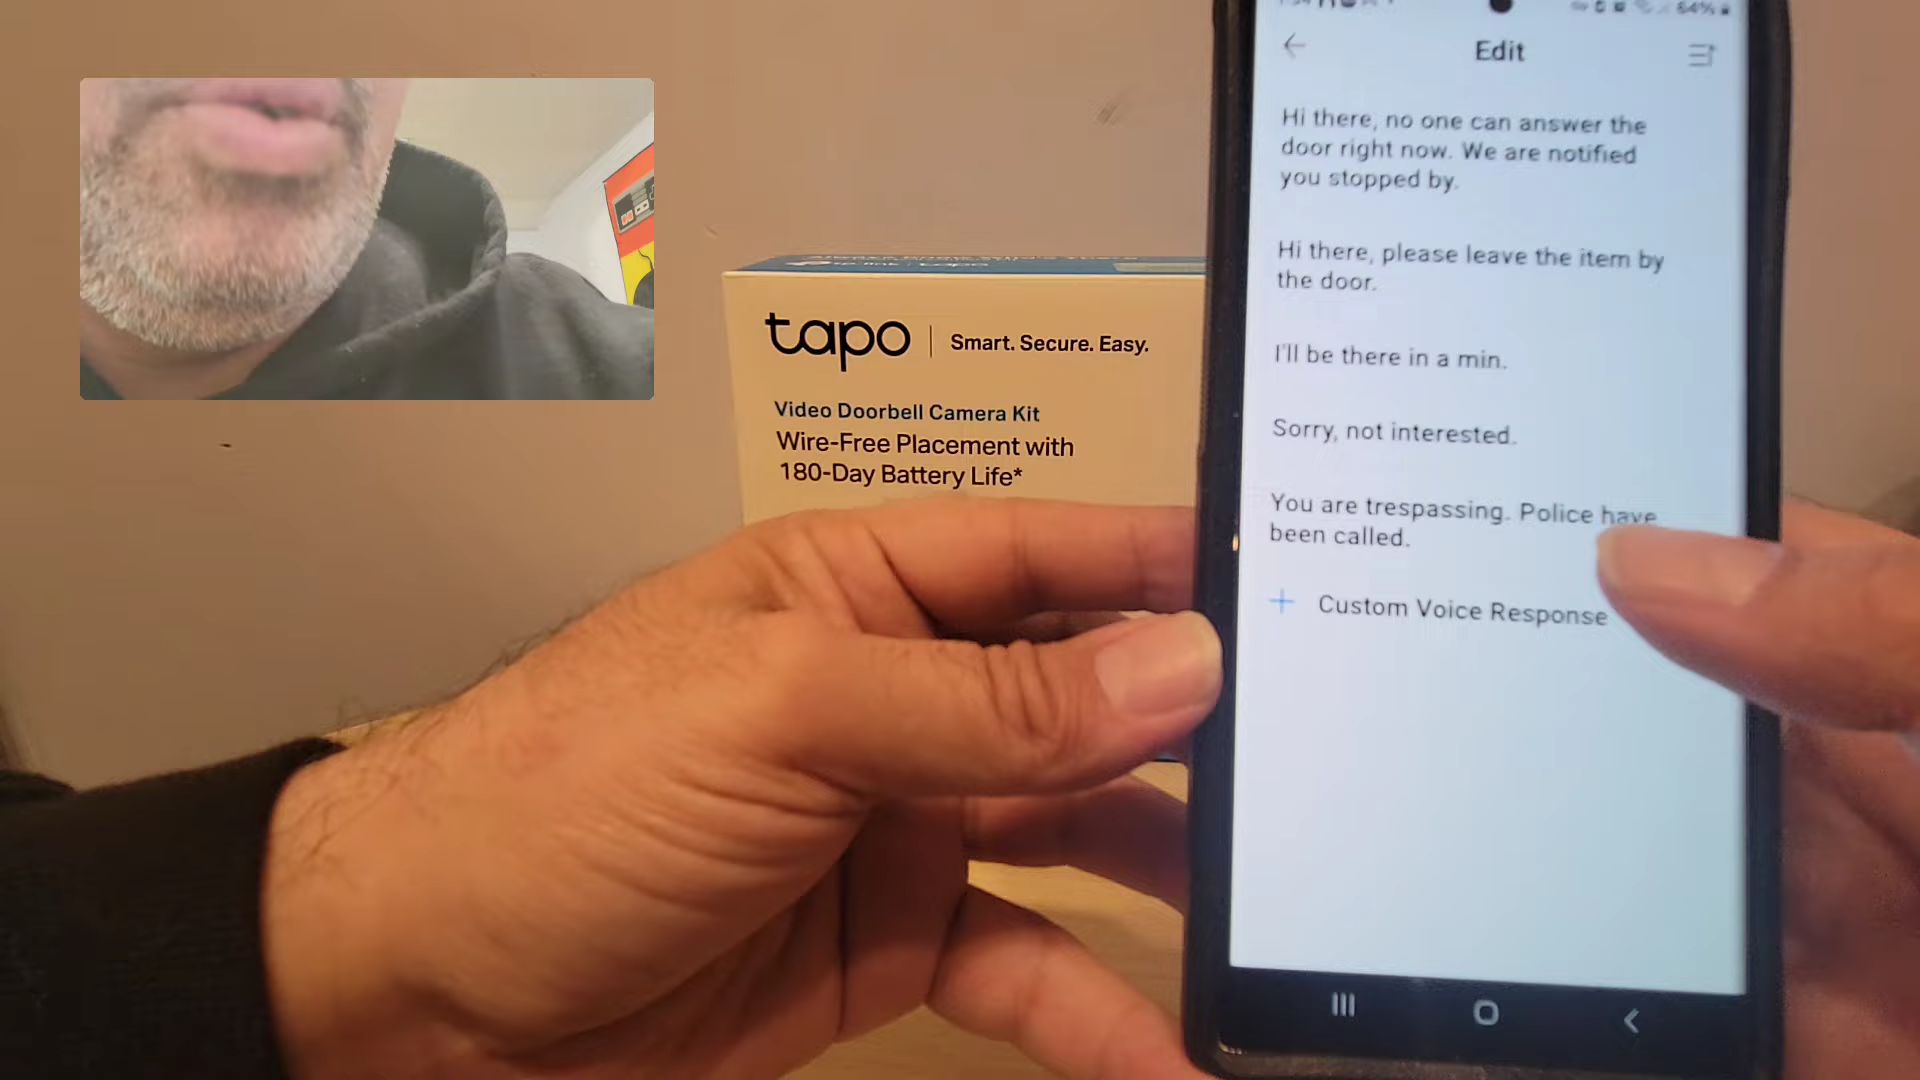 64%
Edit
Hi there, no one can answer the
door right now. We are notified
you stopped by.
Hi there, please leave the item by
the door.
I'll be there in a min.
Sorry, not interested.
You are trespassing. Police have
been called.
+ Custom Voice Response
tapo
tapo | Smart. Secure. Easy.
Video Doorbell Camera Kit
Wire-Free Placement with
180-Day Battery Life*